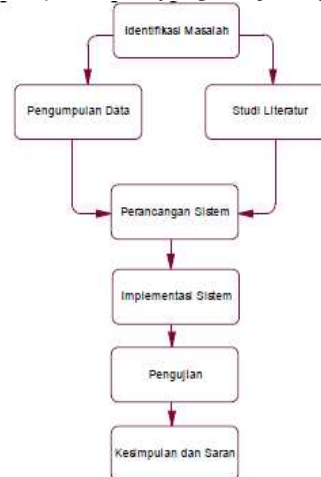 Identifikasi Masalah
Pengumpulan Data
Studi Literatur
Perancangan Sistem
Implementasi Sistem
Pengujian
Kesimpulan dan Saran